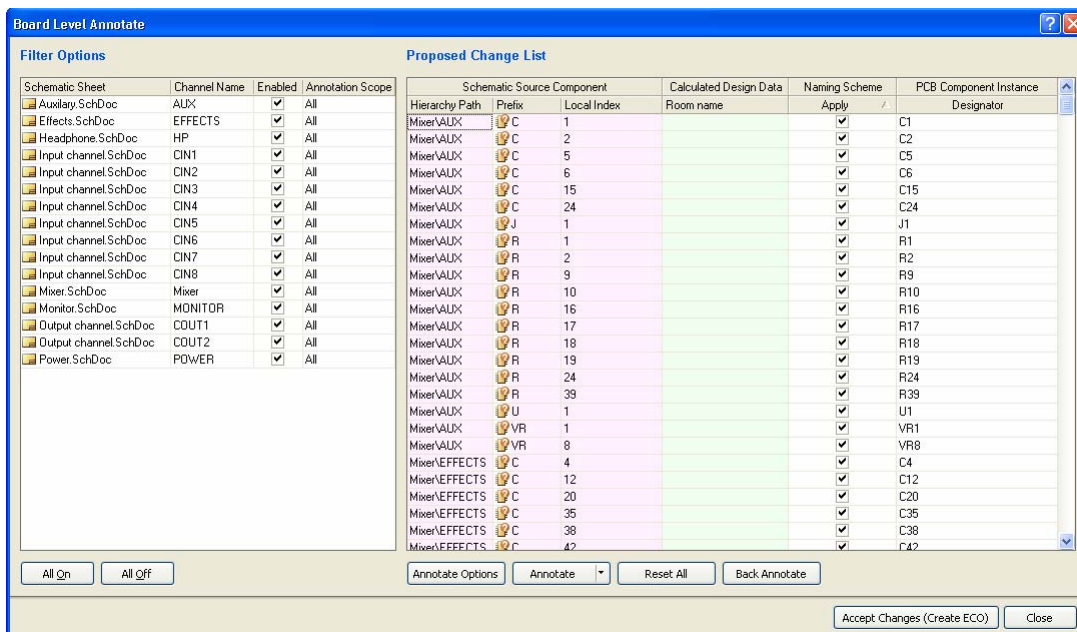 Board Level Annotate
Filter Options
Schematic Sheet Channel Name Enabled Annotation Scope
Auxilary.SchDoc AUX All
Effects.SchDoc EFFECTS All
Headphone.SchDoc HP All
Input channel.SchDoc CIN1 All
Input channel.SchDoc CIN2 All
Input channel.SchDoc CIN3 All
Input channel.SchDoc CIN4 All
Input channel.SchDoc CIN5 All
Input channel.SchDoc CIN6 All
Input channel.SchDoc CIN7 All
Input channel.SchDoc CIN8 All
Mixer.SchDoc Mixer All
Monitor.SchDoc MONITOR All
Output channel.SchDoc COUT1 All
Output channel.SchDoc COUT2 All
Power.SchDoc POWER All
All On All Off
Proposed Change List
Schematic Source Component Calculated Design Data Naming Scheme PCB Component Instance
Hierarchy Path Prefix Local Index Room name Apply Designator
Mixer\AUX C 1 C1
Mixer\AUX C 2 C2
Mixer\AUX C 5 C5
Mixer\AUX C 6 C6
Mixer\AUX C 15 C15
Mixer\AUX C 24 C24
Mixer\AUX J 1 J1
Mixer\AUX R 1 R1
Mixer\AUX R 2 R2
Mixer\AUX R 9 R9
Mixer\AUX R 10 R10
Mixer\AUX R 16 R16
Mixer\AUX R 17 R17
Mixer\AUX R 18 R18
Mixer\AUX R 19 R19
Mixer\AUX R 24 R24
Mixer\AUX R 39 R39
Mixer\AUX U 1 U1
Mixer\AUX VR 1 VR1
Mixer\AUX VR 8 VR8
Mixer\EFFECTS C 4 C4
Mixer\EFFECTS C 12 C12
Mixer\EFFECTS C 20 C20
Mixer\EFFECTS C 35 C35
Mixer\EFFECTS C 38 C38
Mixer\EFFECTS C 42 C42
Annotate Options Annotate Reset All Back Annotate
Accept Changes (Create ECO) Close